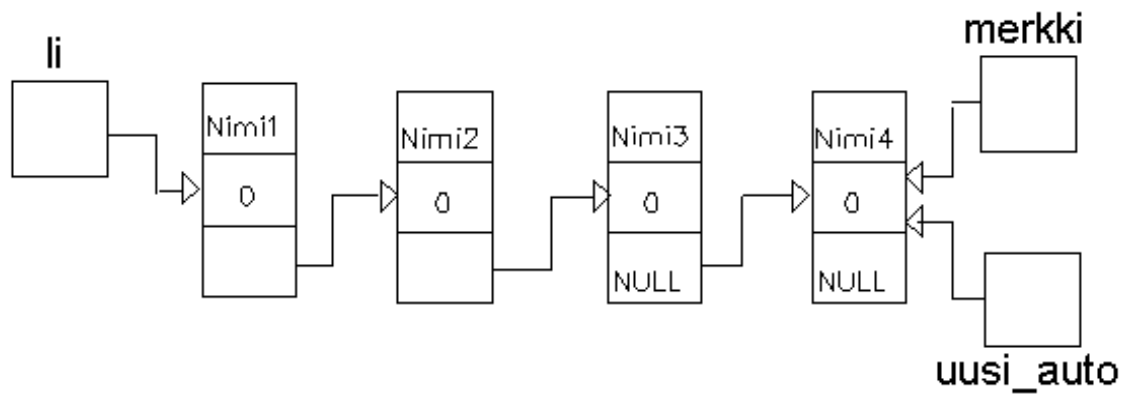 li
merkki
Nimi1
Nimi2
Nimi3
Nimi4
0
0
0
0
NULL
NULL
uusi_auto